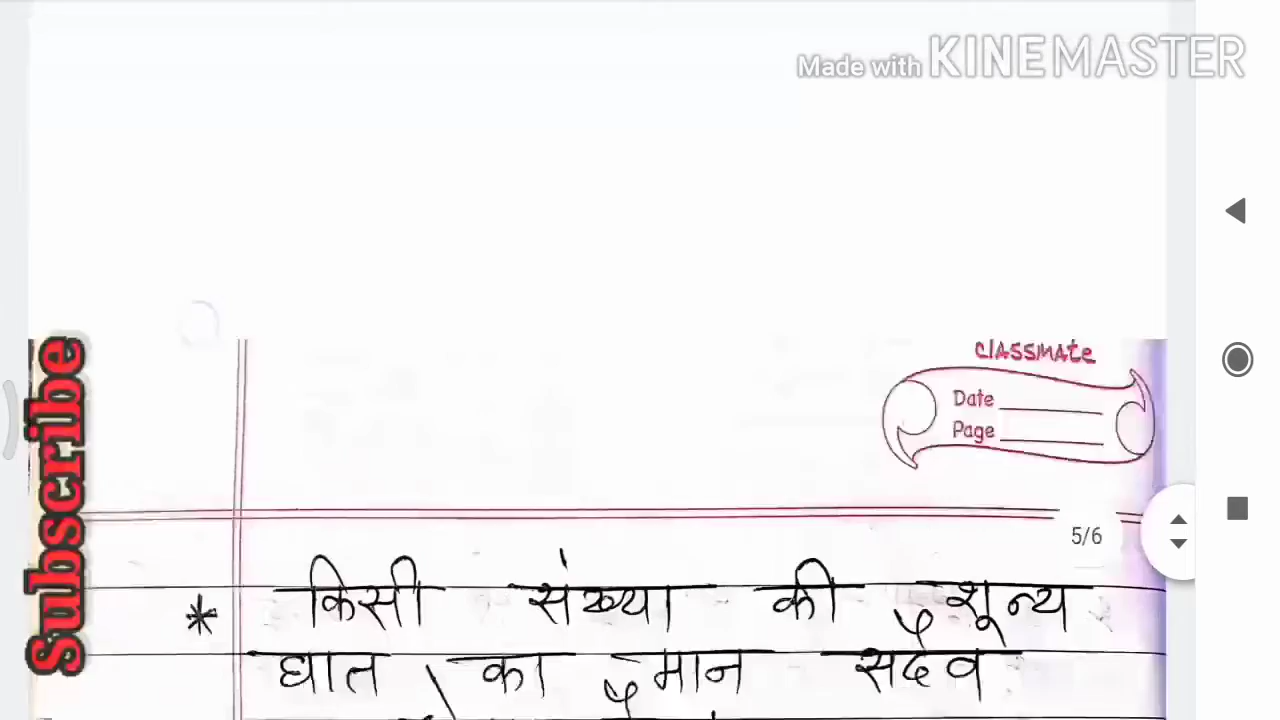 Made with KINEMASTER
Subscribe
classmate
Date
Page
5/6
* किसी संख्या की शून्य
घात का मान सदैव